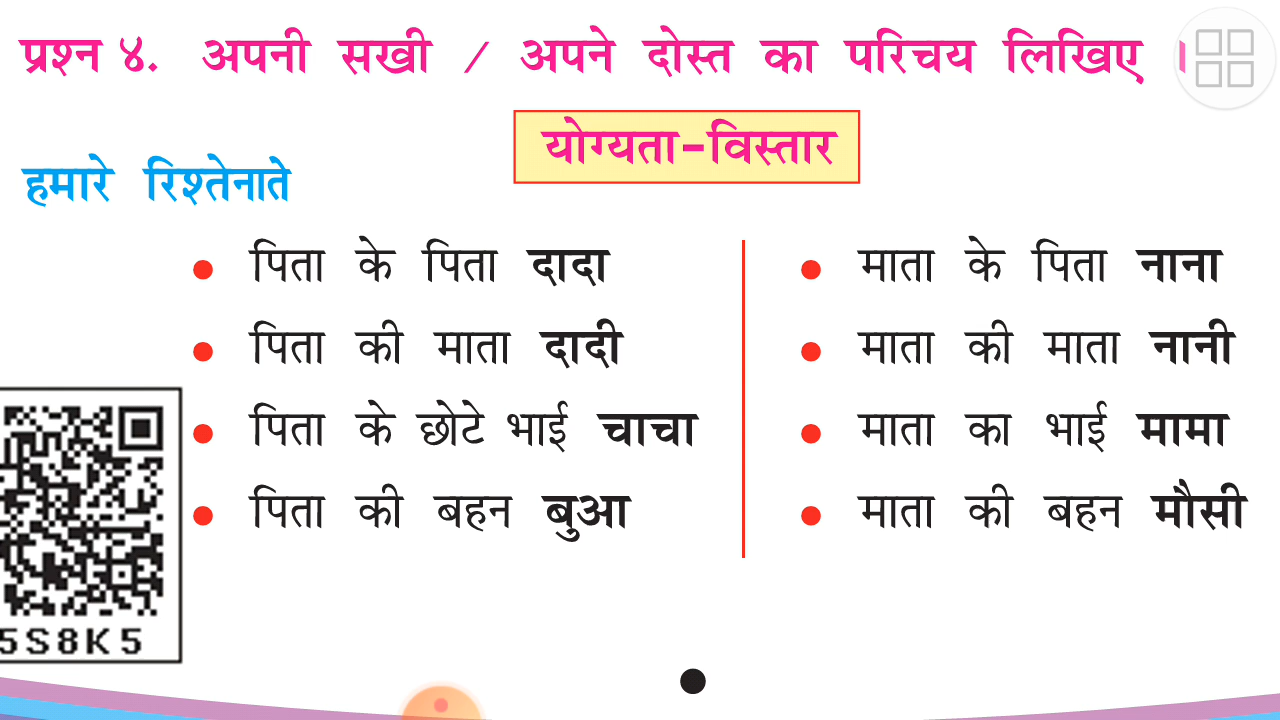 प्रश्न ४. अपनी सखी / अपने दोस्त का परिचय लिखिए ।
योग्यता-विस्तार
हमारे रिश्तेनाते
• पिता के पिता दादा
• पिता की माता दादी
• पिता के छोटे भाई चाचा
• पिता की बहन बुआ
• माता के पिता नाना
• माता की माता नानी
• माता का भाई मामा
• माता की बहन मौसी
5S8K5